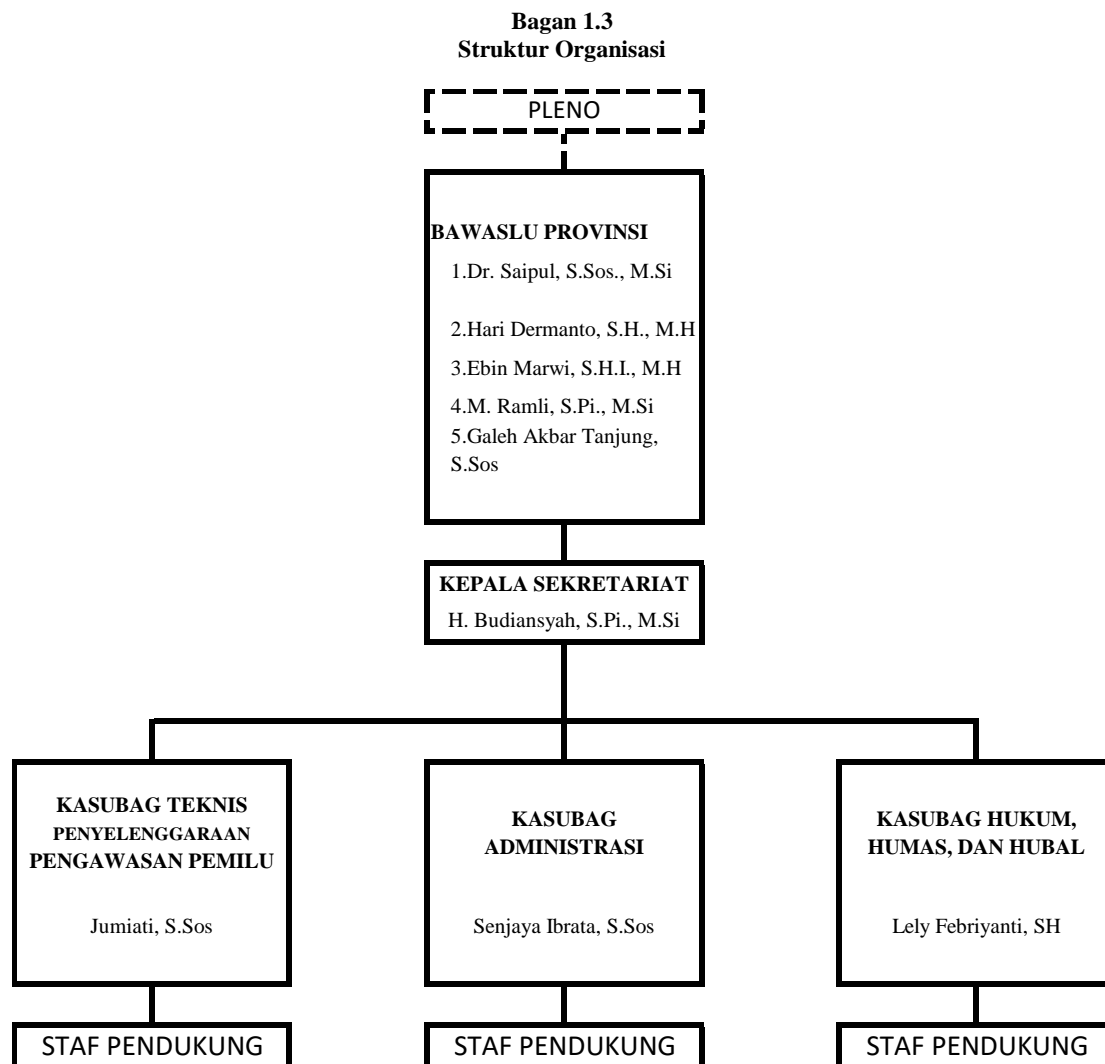 Bagan 1.3
Struktur Organisasi
PLENO
BAWASLU PROVINSI
1.Dr. Saipul, S.Sos., M.Si
2.Hari Dermanto, S.H., M.H
3.Ebin Marwi, S.H.I., M.H
4.M. Ramli, S.Pi., M.Si
5.Galeh Akbar Tanjung,
S.Sos
KEPALA SEKRETARIAT
H. Budiansyah, S.Pi., M.Si
KASUBAG TEKNIS
PENYELENGGARAAN
PENGAWASAN PEMILU
Jumiati, S.Sos
KASUBAG
ADMINISTRASI
Senjaya Ibrata, S.Sos
KASUBAG HUKUM,
HUMAS, DAN HUBAL
Lely Febriyanti, SH
STAF PENDUKUNG
STAF PENDUKUNG
STAF PENDUKUNG